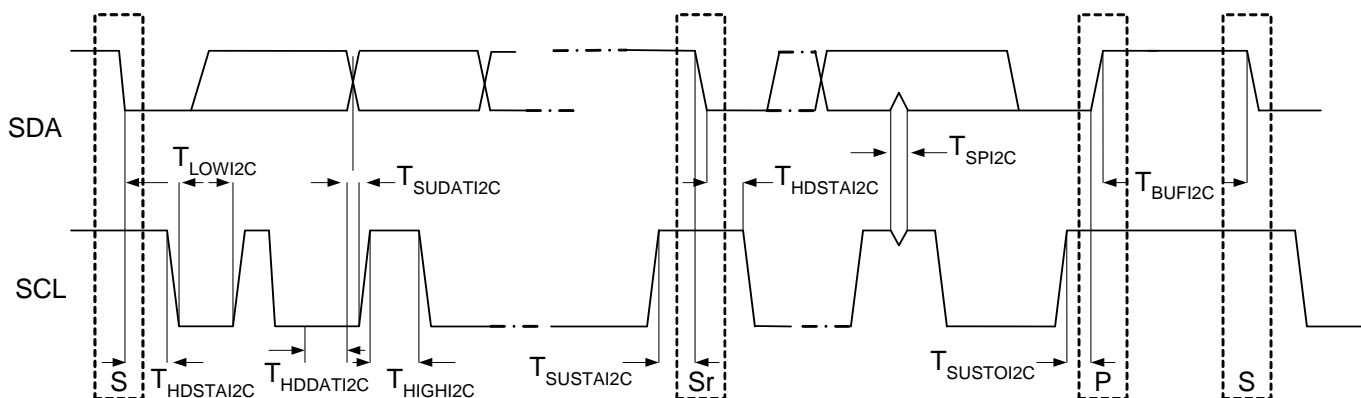 SDA
T_LOWI2C
T_SUDATI2C
T_HDSTAI2C
T_SPI2C
T_BUFI2C
SCL
S
T_HDSTAI2C
T_HDDATI2C
T_HIGHI2C
T_SUSTAI2C
Sr
T_SUSTOI2C
P
S